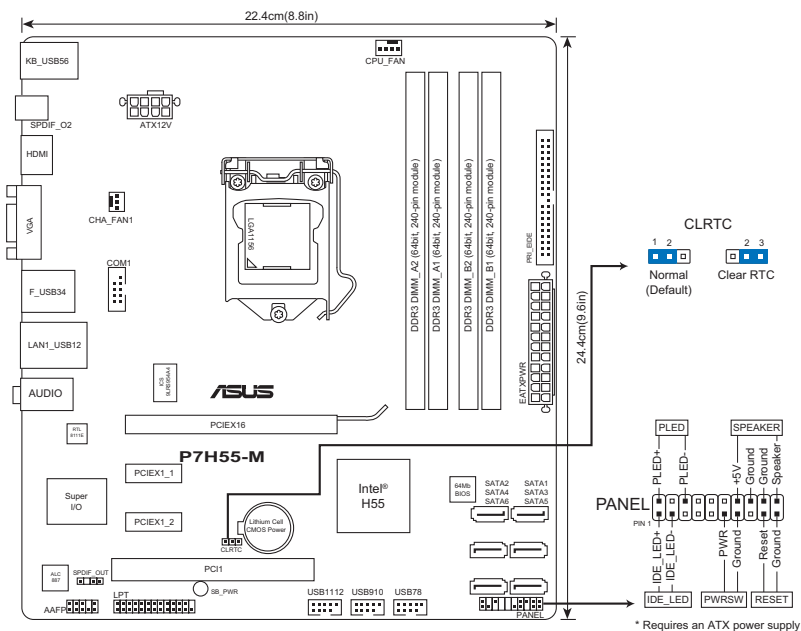 22.4cm(8.8in)
KB_USB56
CPU_FAN
SPDIF_O2
ATX12V
HDMI
VGA
CHA_FAN1
COM1
F_USB34
LAN1_USB12
AUDIO
LGA1156
DDR3 DIMM_A2 (64bit, 240-pin module)
DDR3 DIMM_A1 (64bit, 240-pin module)
DDR3 DIMM_B2 (64bit, 240-pin module)
DDR3 DIMM_B1 (64bit, 240-pin module)
PRI_EIDE
EATXPWR
24.4cm(9.6in)
CLRTC
1 2
2 3
Normal
(Default)
Clear RTC
ICS
ASUS
PCIEX16
RTL
8111E
P7H55-M
PCIEX1_1
Super
I/O
PCIEX1_2
Lithium Cell
CMOS Power
CLRTC
Intel®
H55
64Mb
BIOS
SATA2
SATA4
SATA6
SATA1
SATA3
SATA5
ALC
887
SPDIF_OUT
PCI1
SB_PWR
AAFP
LPT
USB1112
USB910
USB78
PANEL
PLED
SPEAKER
PLED+
PLED-
+5V
Ground
Ground
Speaker
PANEL
PIN 1
IDE_LED+
IDE_LED-
PWR
Ground
Reset
Ground
IDE_LED
PWRSW
RESET
* Requires an ATX power supply